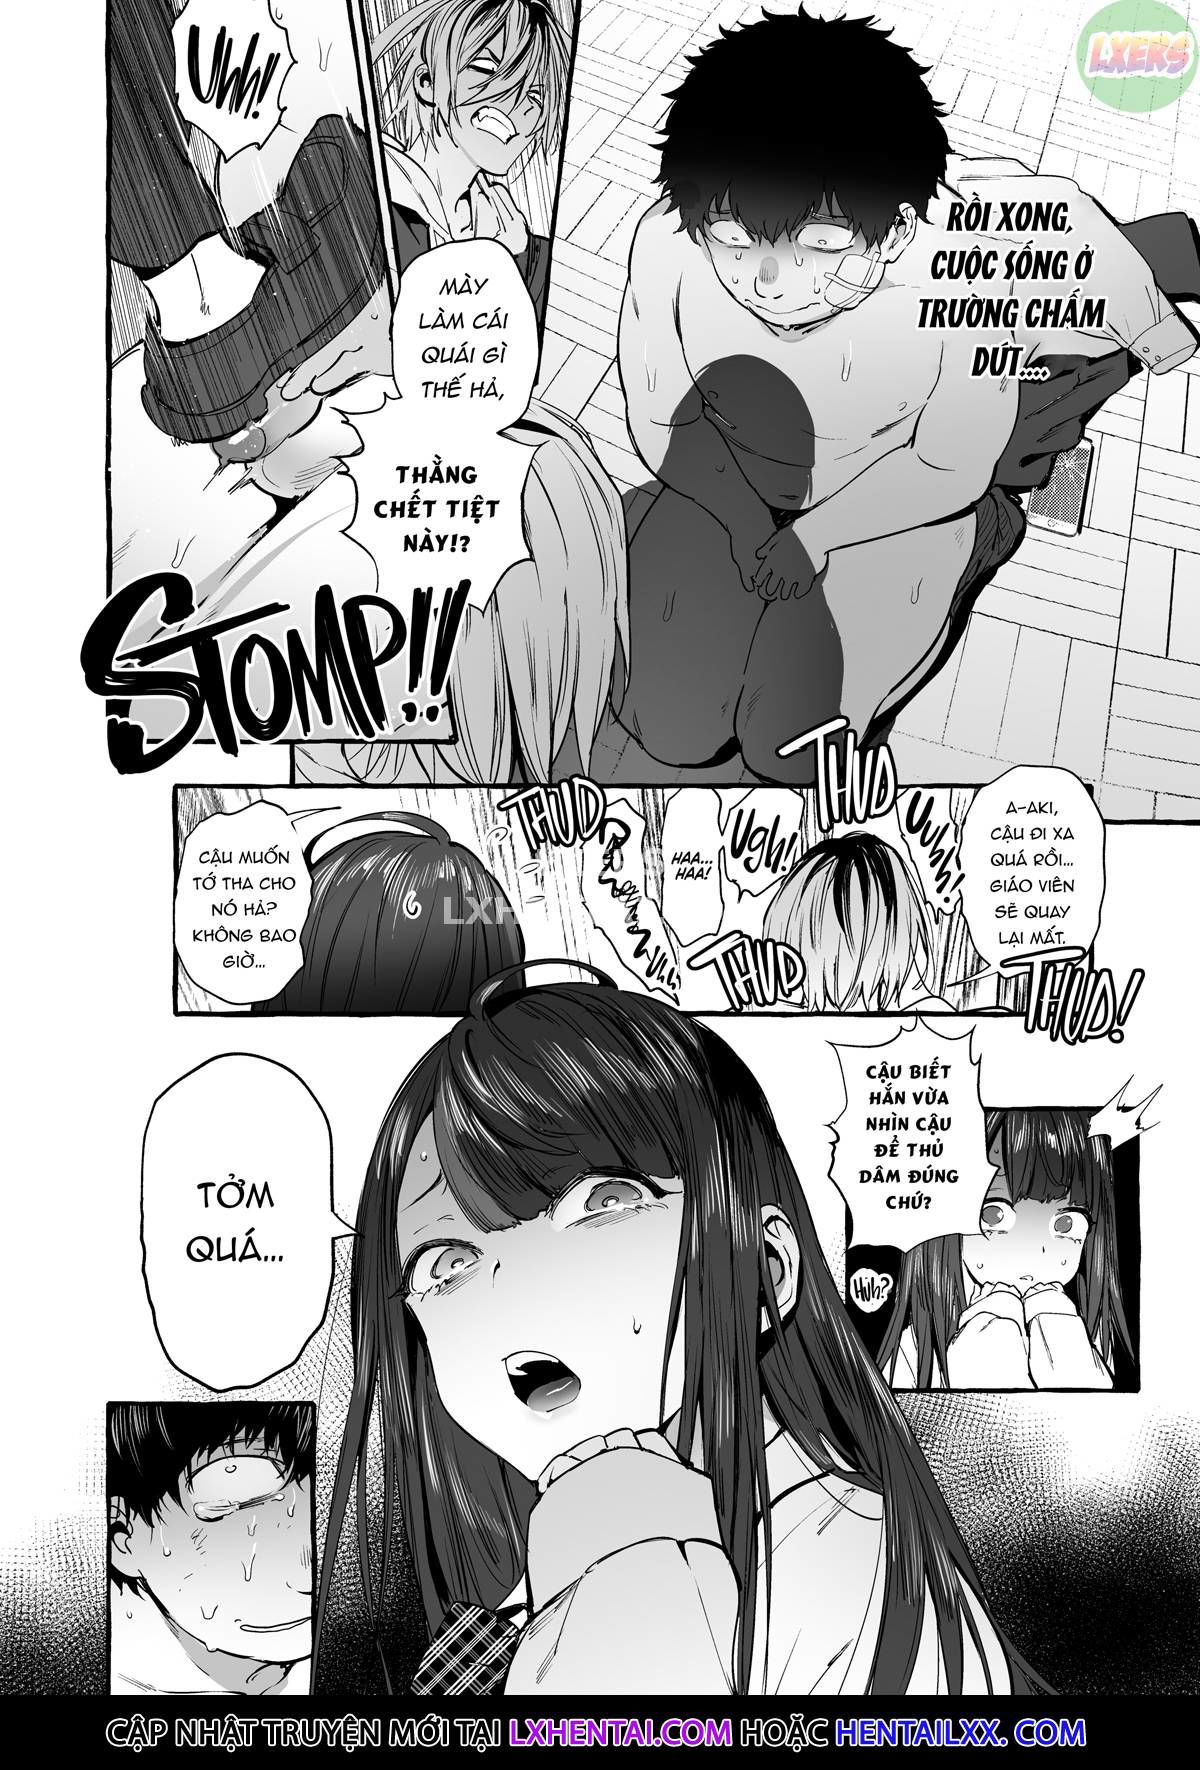 LXERS
RỒI XONG,
CUỘC SỐNG Ở
TRƯỜNG CHẤM
DỨT....
Uhh!
MÀY
LÀM CÁI
QUÁI GÌ
THẾ HẢ,
THẰNG
CHẾT TIỆT
NÀY!?
STOMP!!
A-AKI,
CẬU ĐI XA
QUÁ RỒI...
GIÁO VIÊN
SẼ QUAY
LẠI MẤT.
THUD
Ugh!
HAA...
HAA!
THUD
THUD
THUD!
CẬU MUỐN
TỚ THA CHO
NÓ HẢ?
KHÔNG BAO
GIỜ...
CẬU BIẾT
HẮN VỪA
NHÌN CẬU
ĐỂ THỦ
DÂM ĐÚNG
CHỨ?
HUH?
TỞM
QUÁ...
CẬP NHẬT TRUYỆN MỚI TẠI LXHENTAI.COM HOẶC HENTAILXX. COM